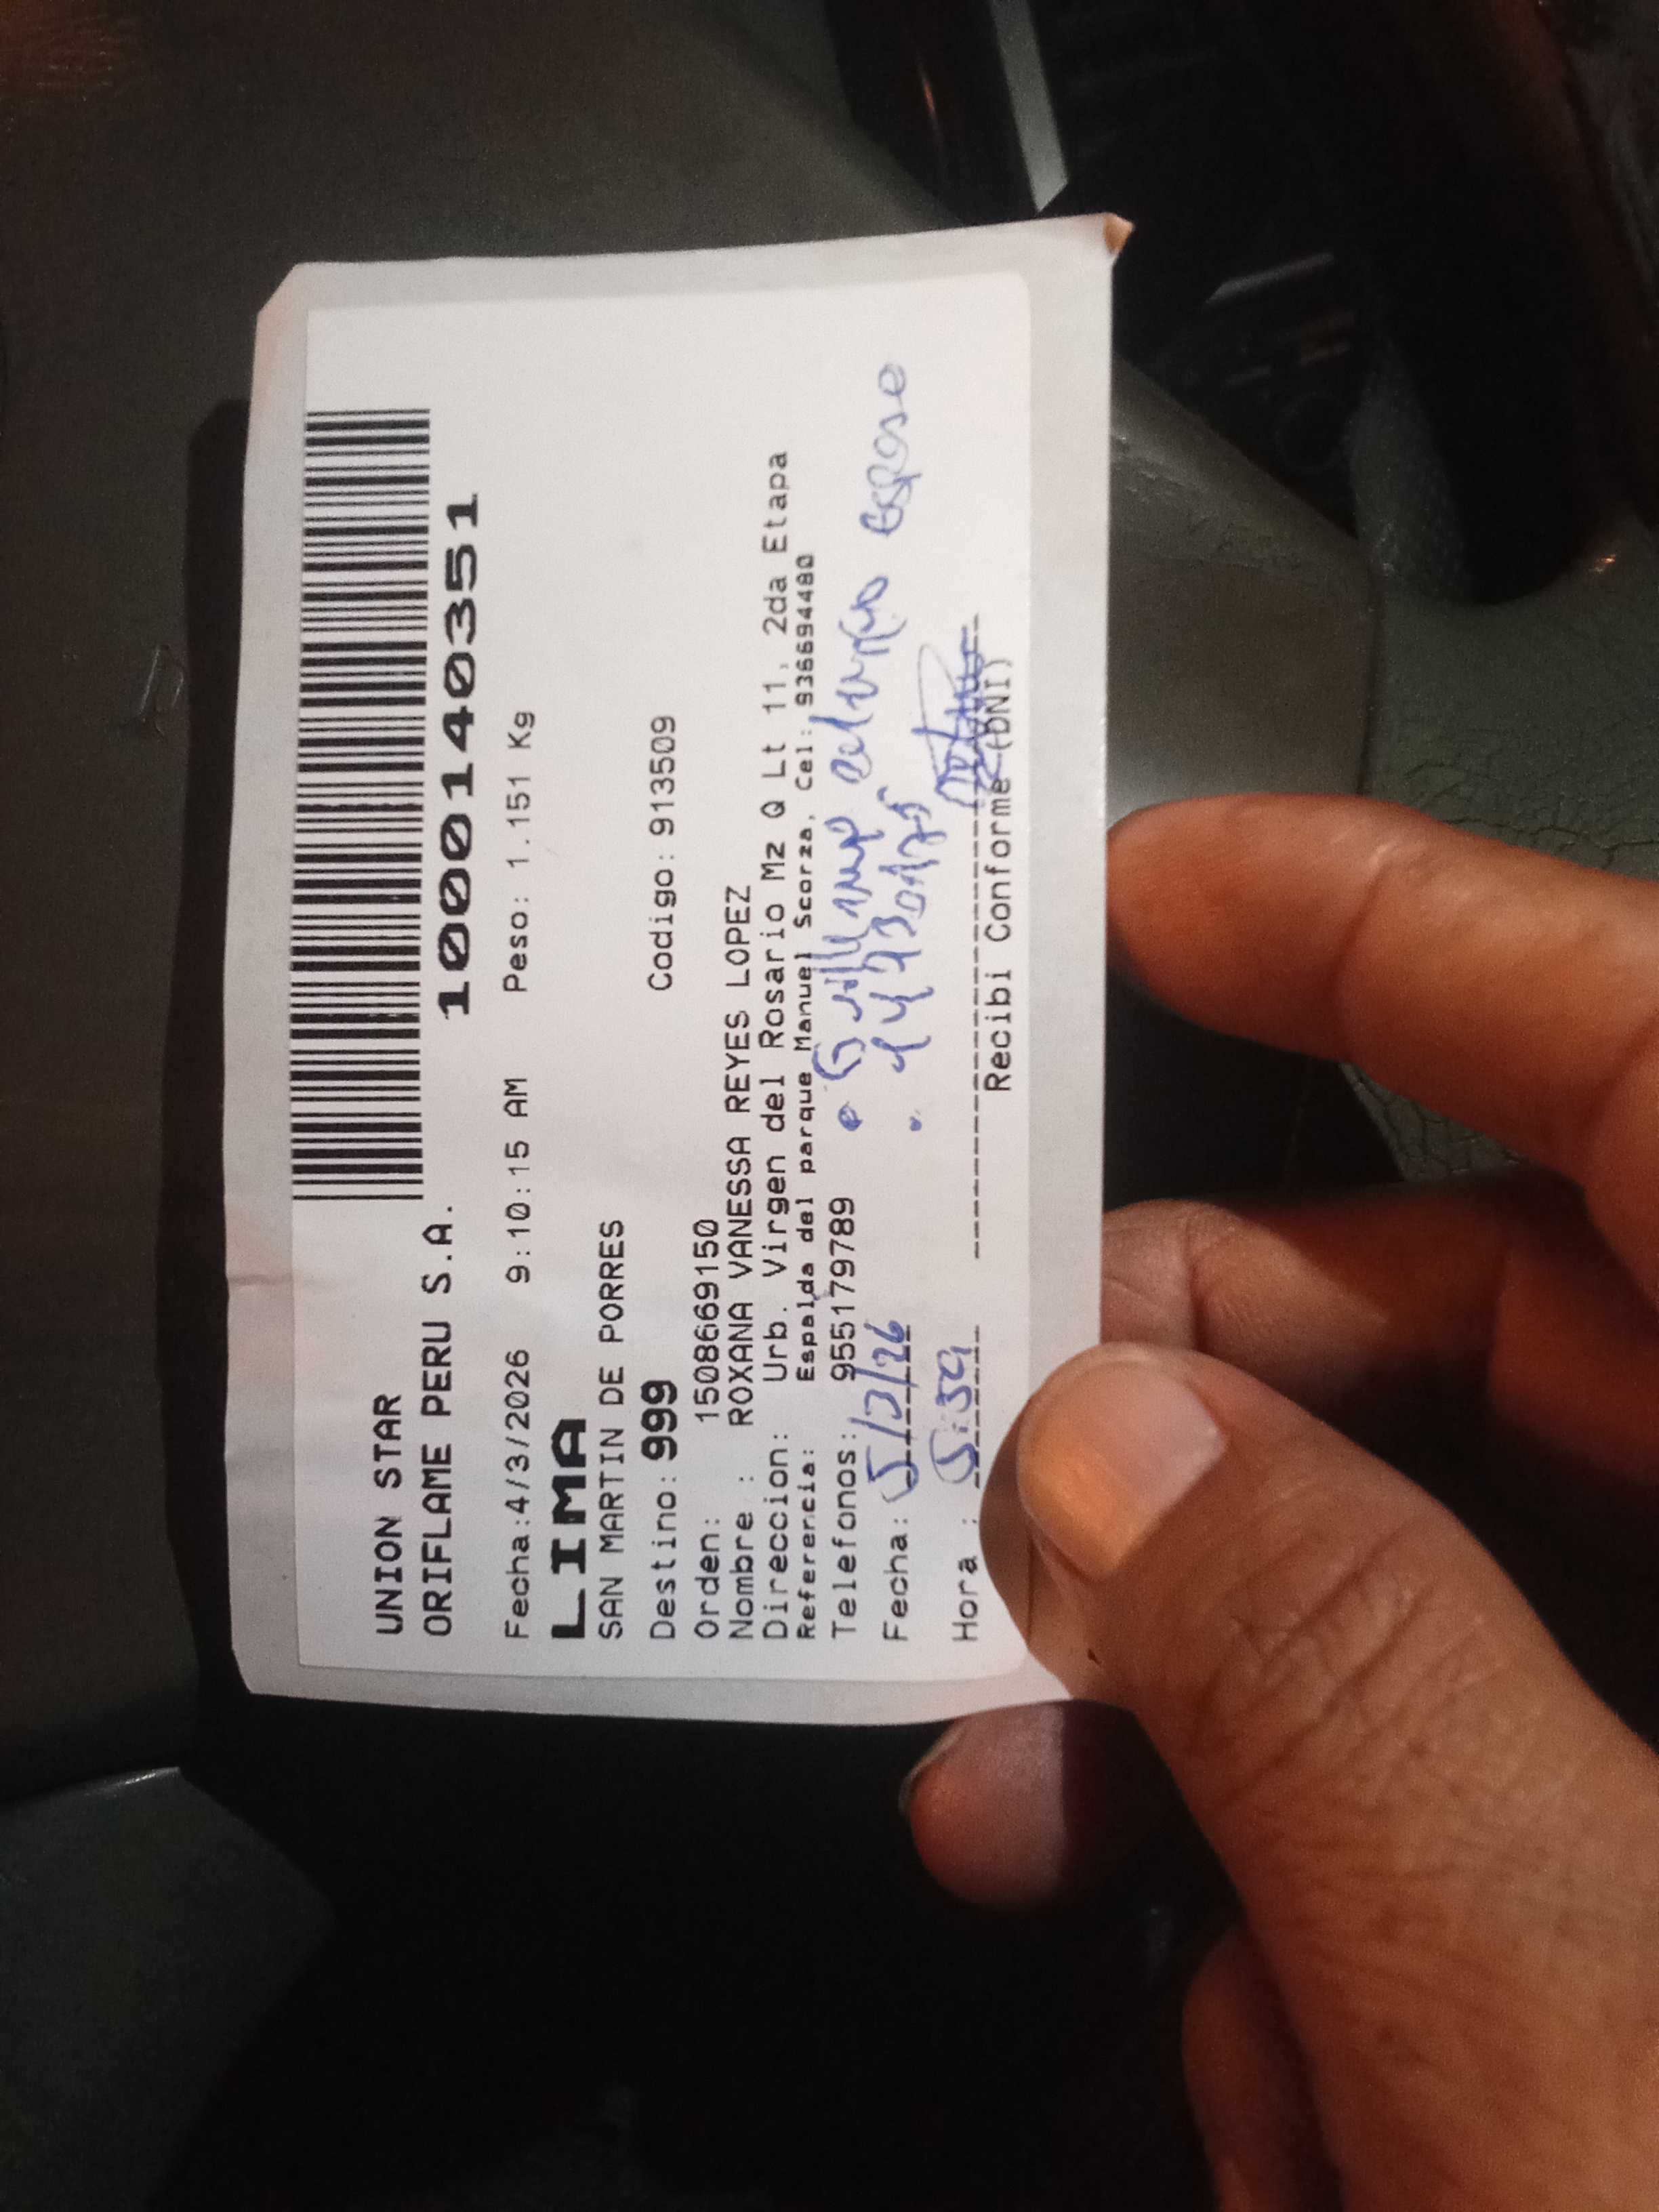 UNION STAR
ORIFLAME PERU S.A. 1000140351
Fecha:4/3/2026 9:10:15 AM Peso: 1.151 Kg
LIMA
SAN MARTIN DE PORRES
Destino: 999 Codigo: 913509
Orden: 1508669150
Nombre : ROXANA VANESSA REYES LOPEZ
Direccion: Urb. Virgen del Rosario Mz Q Lt 11, 2da Etapa
Referencia: Espalda del parque Manuel Scorza, Cel: 936694480
Telefonos: 955179789
esposo
Fecha: 5/3/26
Hora : 5:59
Recibi Conforme (DNI)